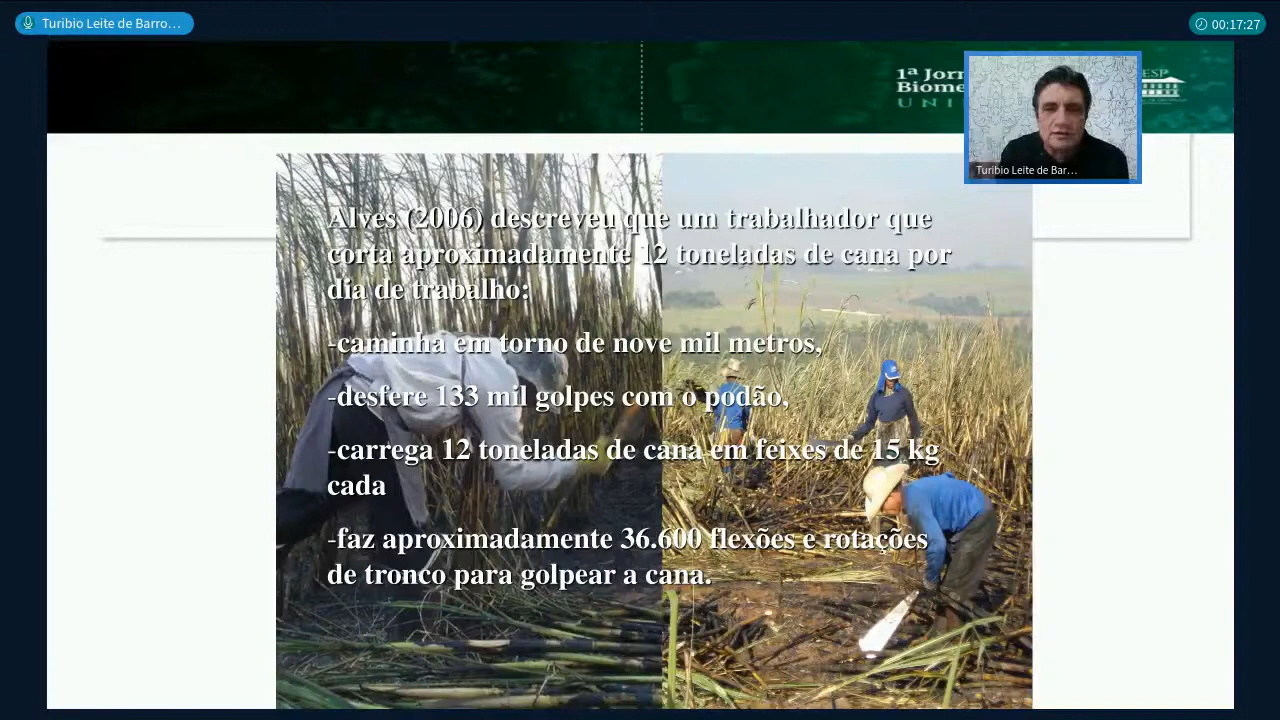 Turibio Leite de Barro…
00:17:27
1ª Jorn
Biome
UNI
ESP
Turibio Leite de Bar…
Alves (2006) descreveu que um trabalhador que
corta aproximadamente 12 toneladas de cana por
dia de trabalho:
-caminha em torno de nove mil metros,
-desfere 133 mil golpes com o podão,
-carrega 12 toneladas de cana em feixes de 15 kg
cada
-faz aproximadamente 36.600 flexões e rotações
de tronco para golpear a cana.